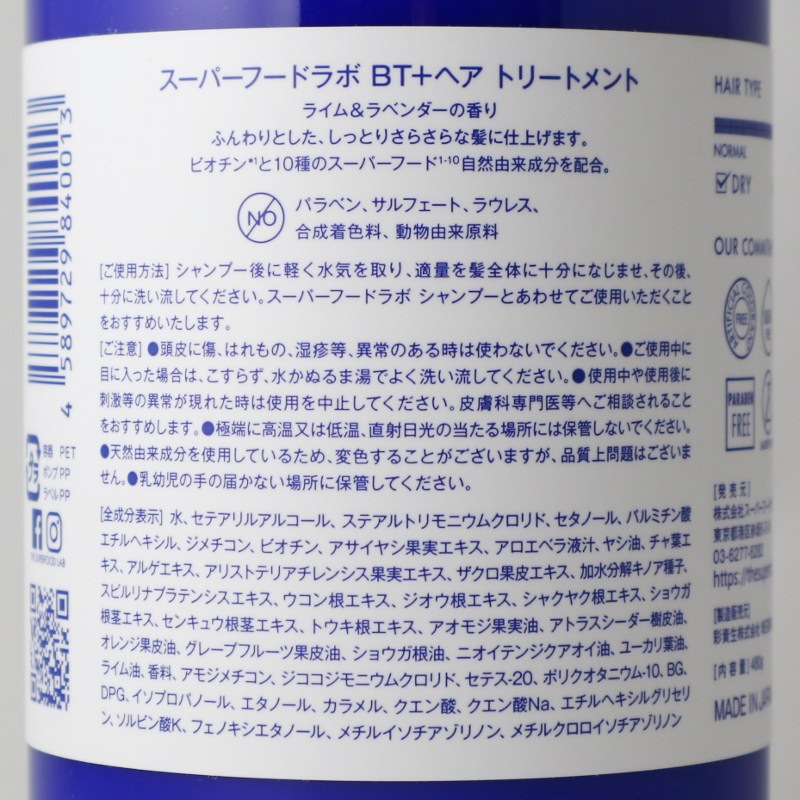 スーパーフードラボ BT+ヘア トリートメント
ライム&ラベンダーの香り
ふんわりとした、しっとりさらさらな髪に仕上げます。
ビオチン*¹と10種のスーパーフード¹⁻¹⁰自然由来成分を配合。
NO
パラベン、サルフェート、ラウレス、
合成着色料、動物由来原料
[ご使用方法] シャンプー後に軽く水気を取り、適量を髪全体に十分になじませ、その後、
十分に洗い流してください。スーパーフードラボ シャンプーとあわせてご使用いただくこと
をおすすめいたします。
[ご注意] ●頭皮に傷、はれもの、湿疹等、異常のある時は使わないでください。●ご使用中に
目に入った場合は、こすらず、水かぬるま湯でよく洗い流してください。●使用中や使用後に
刺激等の異常が現れた時は使用を中止してください。皮膚科専門医等へご相談されること
をおすすめします。●極端に高温又は低温、直射日光の当たる場所には保管しないでください。
●天然由来成分を使用しているため、変色することがございますが、品質上問題はございま
せん。●乳幼児の手の届かない場所に保管してください。
[全成分表示] 水、セテアリルアルコール、ステアルトリモニウムクロリド、セタノール、パルミチン酸
エチルヘキシル、ジメチコン、ビオチン、アサイヤシ果実エキス、アロエベラ液汁、ヤシ油、チャ葉エ
キス、アルゲエキス、アリストテリアチレンシス果実エキス、ザクロ果皮エキス、加水分解キノア種子、
スピルリナプラテンシスエキス、ウコン根エキス、ジオウ根エキス、シャクヤク根エキス、ショウガ
根茎エキス、センキュウ根茎エキス、トウキ根エキス、アオモジ果実油、アトラスシーダー樹皮油、
オレンジ果皮油、グレープフルーツ果皮油、ショウガ根油、ニオイテンジクアオイ油、ユーカリ葉油、
ライム油、香料、アモジメチコン、ジココジモニウムクロリド、セテス-20、ポリクオタニウム-10、BG、
DPG、イソプロパノール、エタノール、カラメル、クエン酸、クエン酸Na、エチルヘキシルグリセリ
ン、ソルビン酸K、フェノキシエタノール、メチルイソチアゾリノン、メチルクロロイソチアゾリノン
4 589729 840013
プラ
容器 PET
ポンプ PP
ラベル PP
THE SUPERFOOD LAB
HAIR TYPE
NORMAL
DRY
OUR COMMIT
FREE
PARABEN
FREE
[発売元]
株式会社スーパーフード
東京都港区
03-6277-6200
https://thesuper
[製造販売元]
彩資生株式会社
[内容量] 480g
MADE IN JAPA